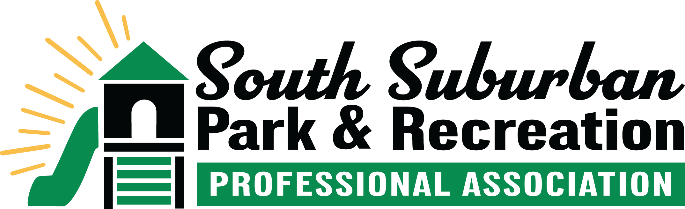 South Suburban
Park & Recreation
PROFESSIONAL ASSOCIATION